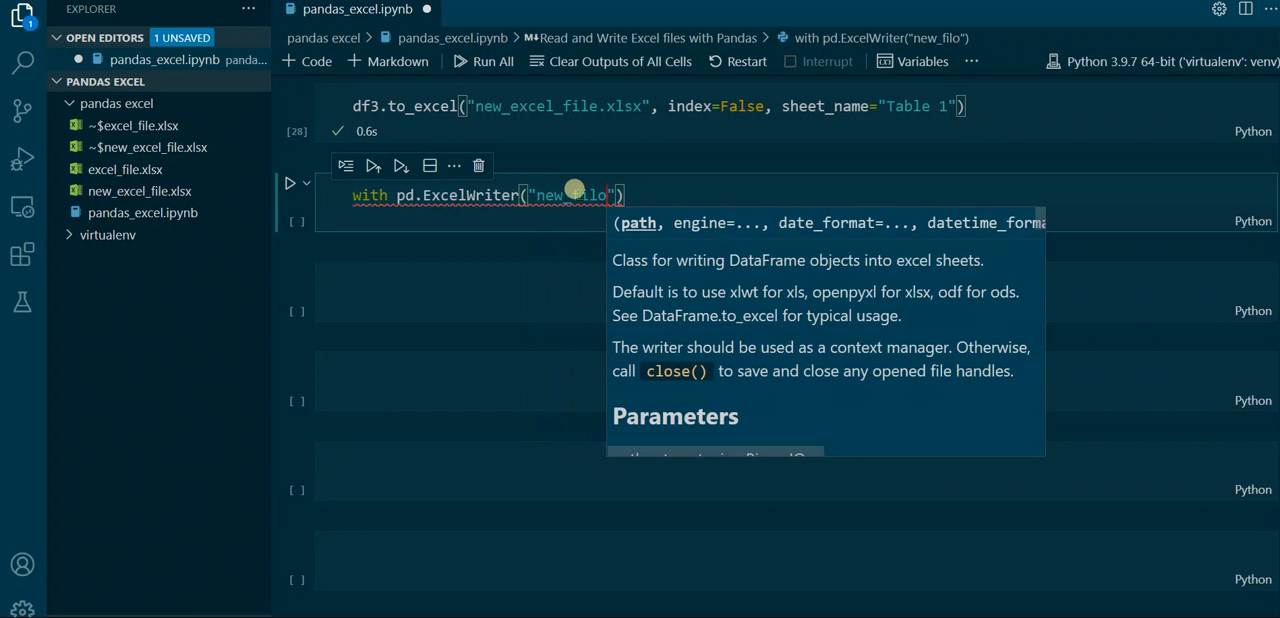 EXPLORER
pandas_excel.ipynb
OPEN EDITORS 1 UNSAVED
pandas_excel.ipynb panda...
PANDAS EXCEL
pandas excel
~$excel_file.xlsx
~$new_excel_file.xlsx
excel_file.xlsx
new_excel_file.xlsx
pandas_excel.ipynb
virtualenv
1
pandas excel > pandas_excel.ipynb > M↓Read and Write Excel files with Pandas > with pd.ExcelWriter("new_filo")
+ Code + Markdown Run All Clear Outputs of All Cells Restart Interrupt Variables ... Python 3.9.7 64-bit ('virtualenv': venv)
df3.to_excel("new_excel_file.xlsx", index=False, sheet_name="Table 1")
[28] ✓ 0.6s Python
with pd.ExcelWriter("new_filo")
[ ] Python
(path, engine=..., date_format=..., datetime_forma
Class for writing DataFrame objects into excel sheets.
Default is to use xlwt for xls, openpyxl for xlsx, odf for ods.
See DataFrame.to_excel for typical usage.
The writer should be used as a context manager. Otherwise,
call close() to save and close any opened file handles.
Parameters
[ ] Python
[ ] Python
[ ] Python
[ ] Python